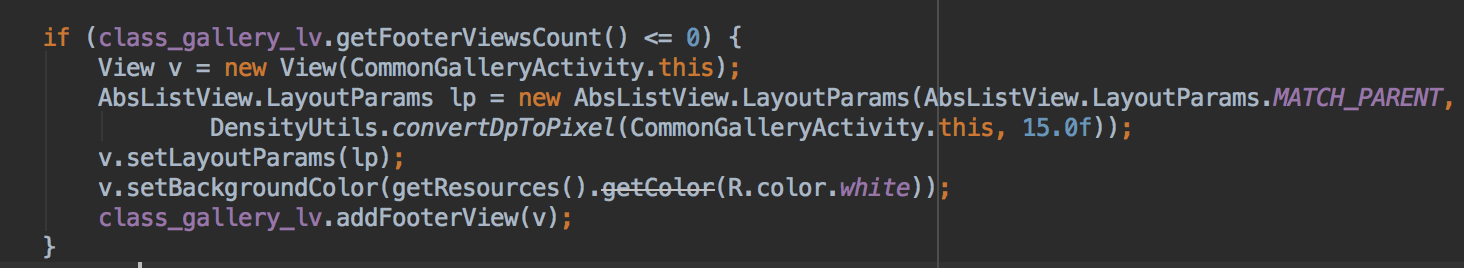 if (class_gallery_lv.getFooterViewsCount() <= 0) {
View v = new View(CommonGalleryActivity.this);
AbsListView.LayoutParams lp = new AbsListView.LayoutParams(AbsListView.LayoutParams.MATCH_PARENT,
DensityUtils.convertDpToPixel(CommonGalleryActivity.this, 15.0f));
v.setLayoutParams(lp);
v.setBackgroundColor(getResources().getColor(R.color.white));
class_gallery_lv.addFooterView(v);
}